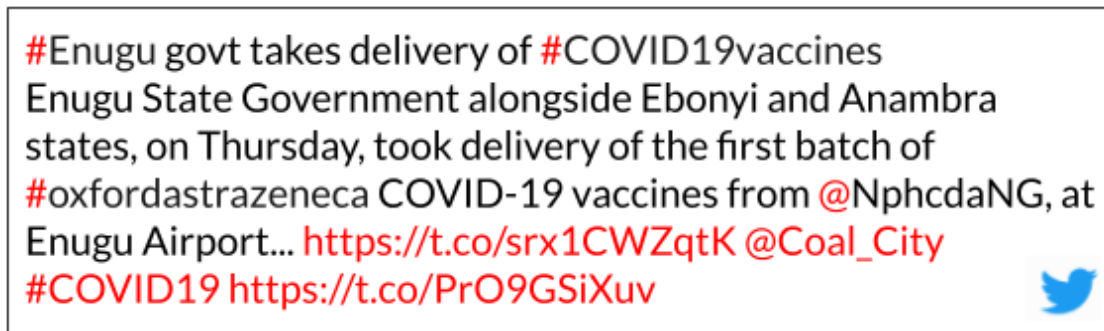 #Enugu govt takes delivery of #COVID19vaccines
Enugu State Government alongside Ebonyi and Anambra
states, on Thursday, took delivery of the first batch of
#oxfordastrazeneca COVID-19 vaccines from @NphcdaNG, at
Enugu Airport... https://t.co/srx1CWZqtK @Coal_City
#COVID19 https://t.co/PrO9GSiXuv